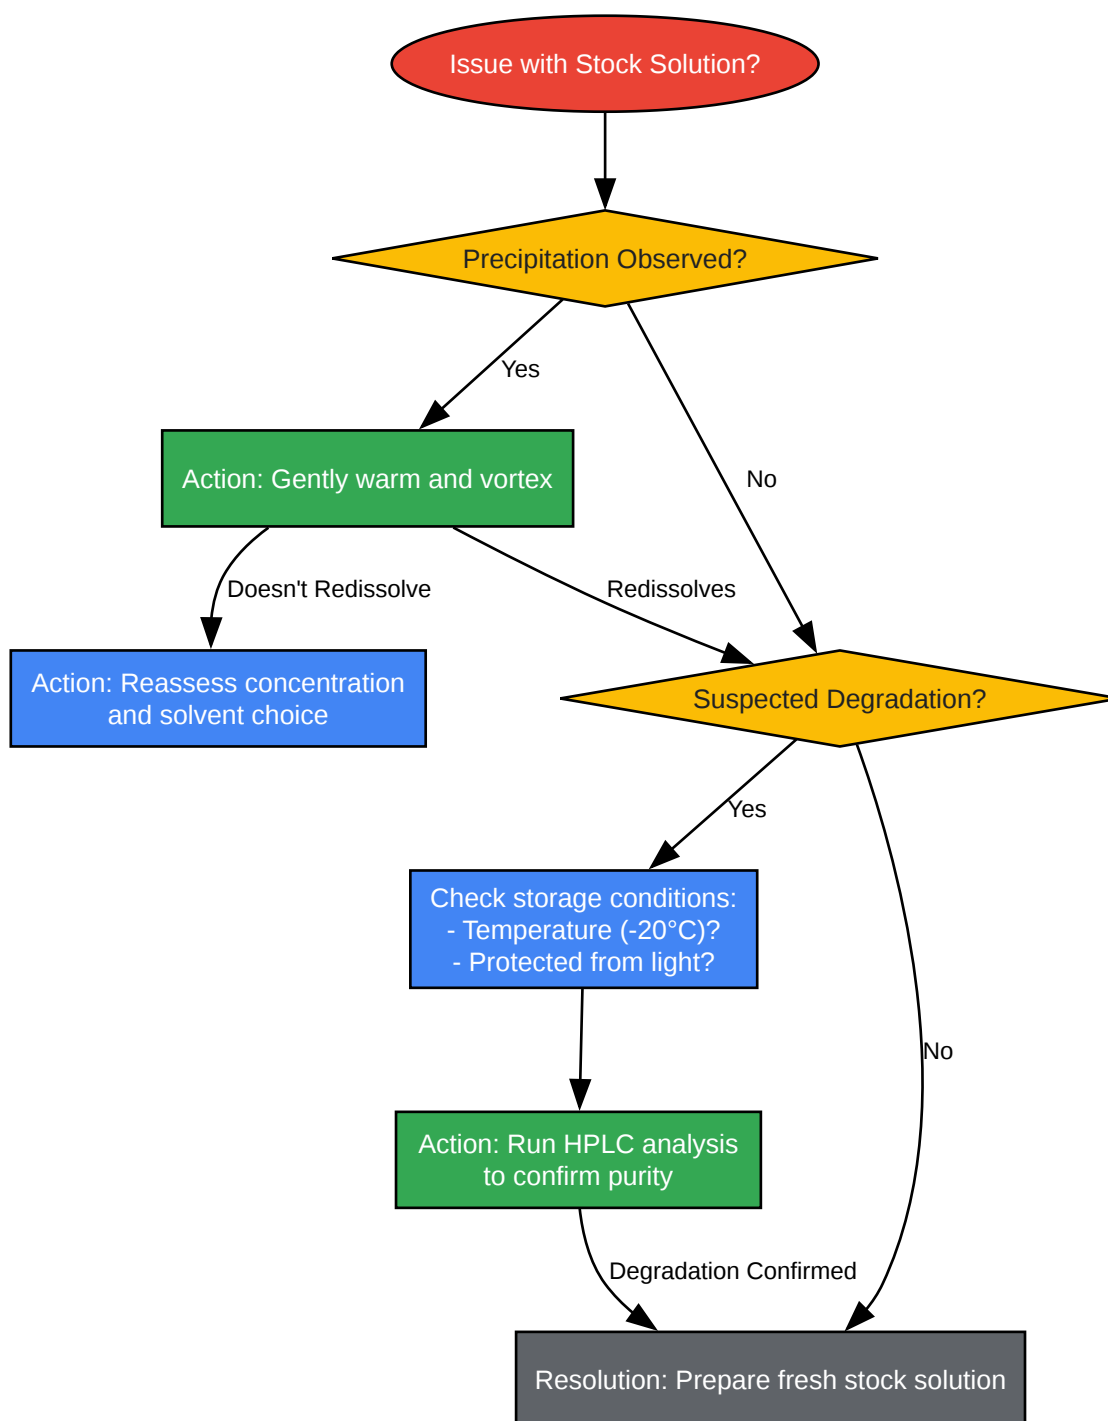 Issue with Stock Solution?
Precipitation Observed?
Yes
Action: Gently warm and vortex
No
Doesn't Redissolve
Redissolves
Action: Reassess concentration
and solvent choice
Suspected Degradation?
Yes
Check storage conditions:
- Temperature (-20°C)?
- Protected from light?
No
Action: Run HPLC analysis
to confirm purity
Degradation Confirmed
Resolution: Prepare fresh stock solution